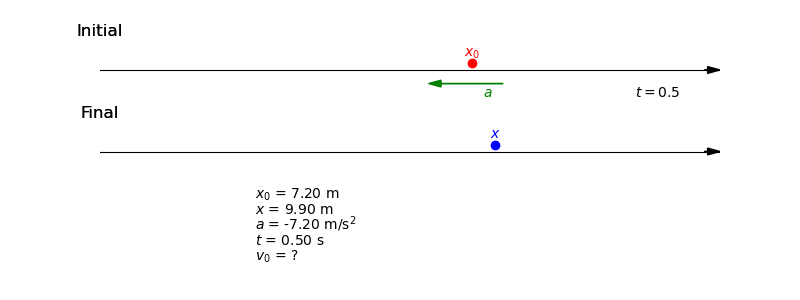 Initial
x₀
a
t = 0.5
Final
x
x₀ = 7.20 m
x = 9.90 m
a = -7.20 m/s²
t = 0.50 s
v₀ = ?